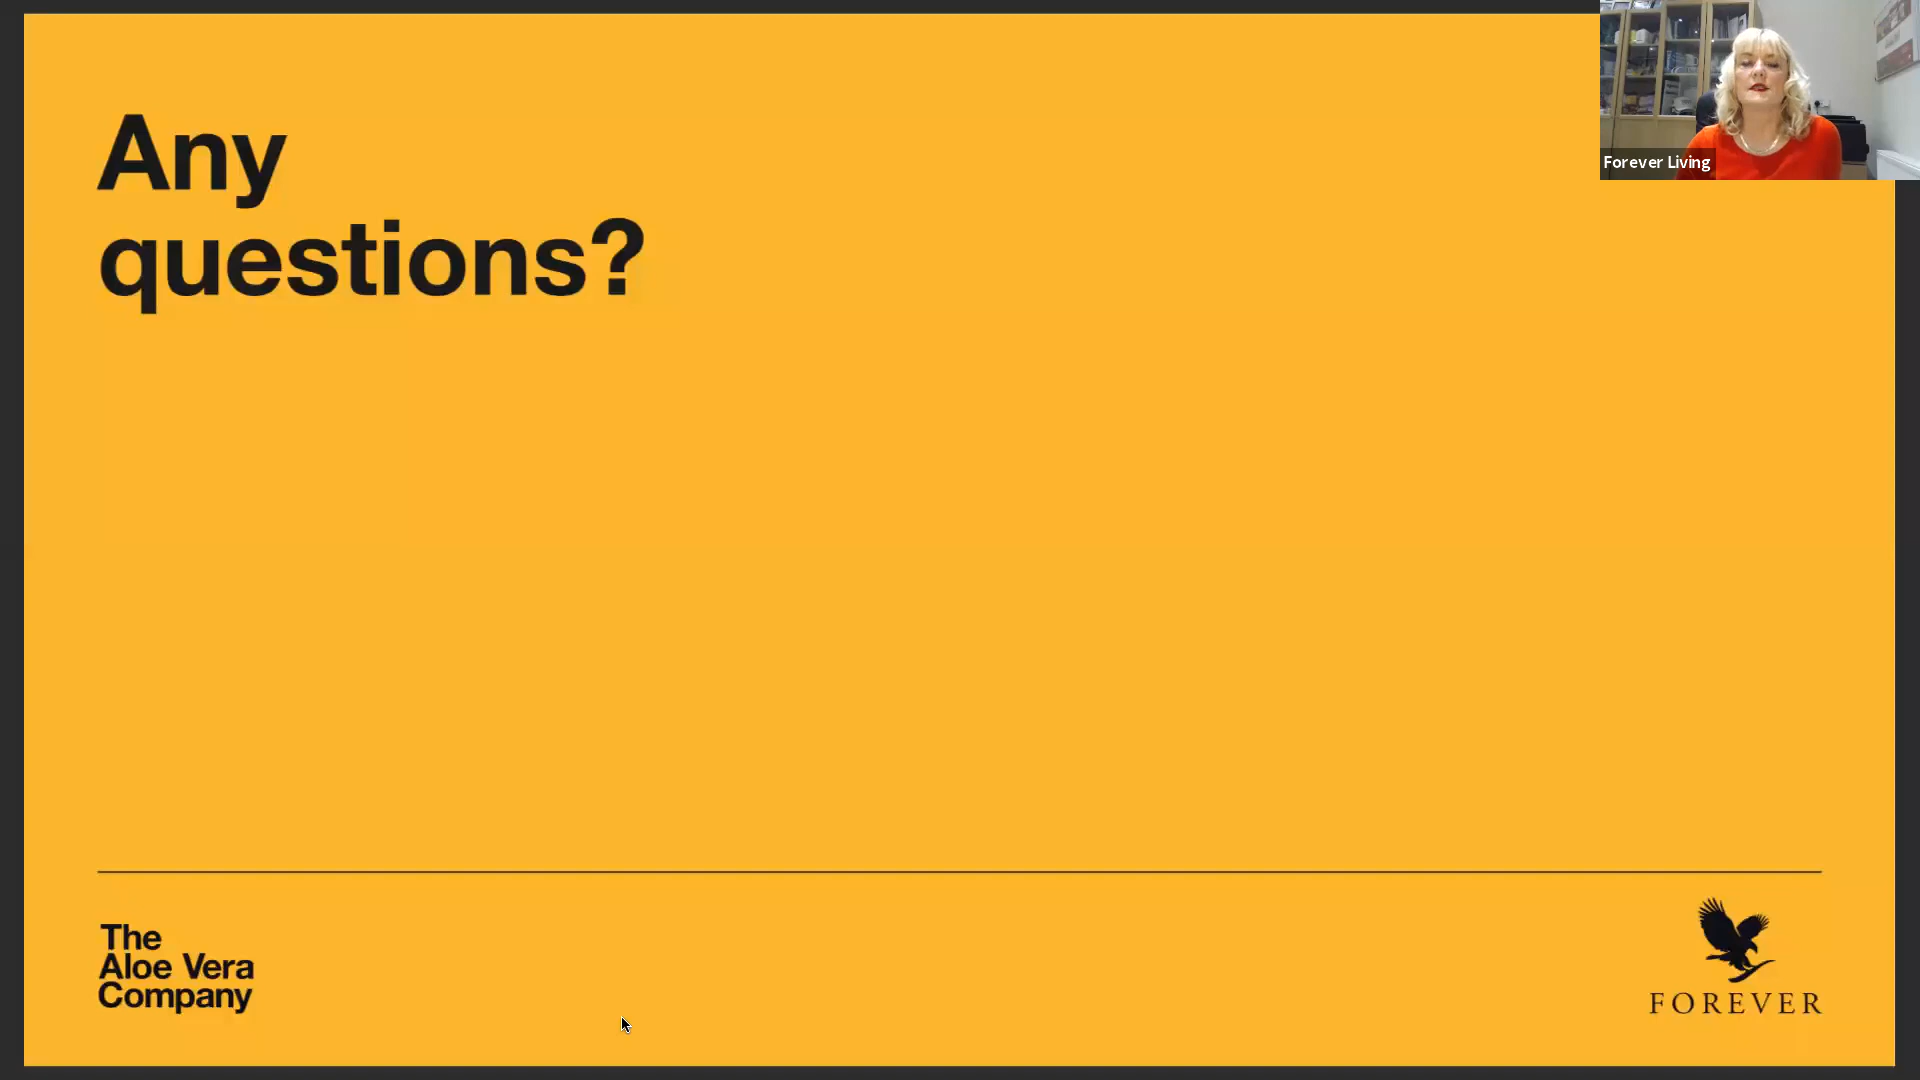 Any
questions?
Forever Living
The
Aloe Vera
Company
FOREVER